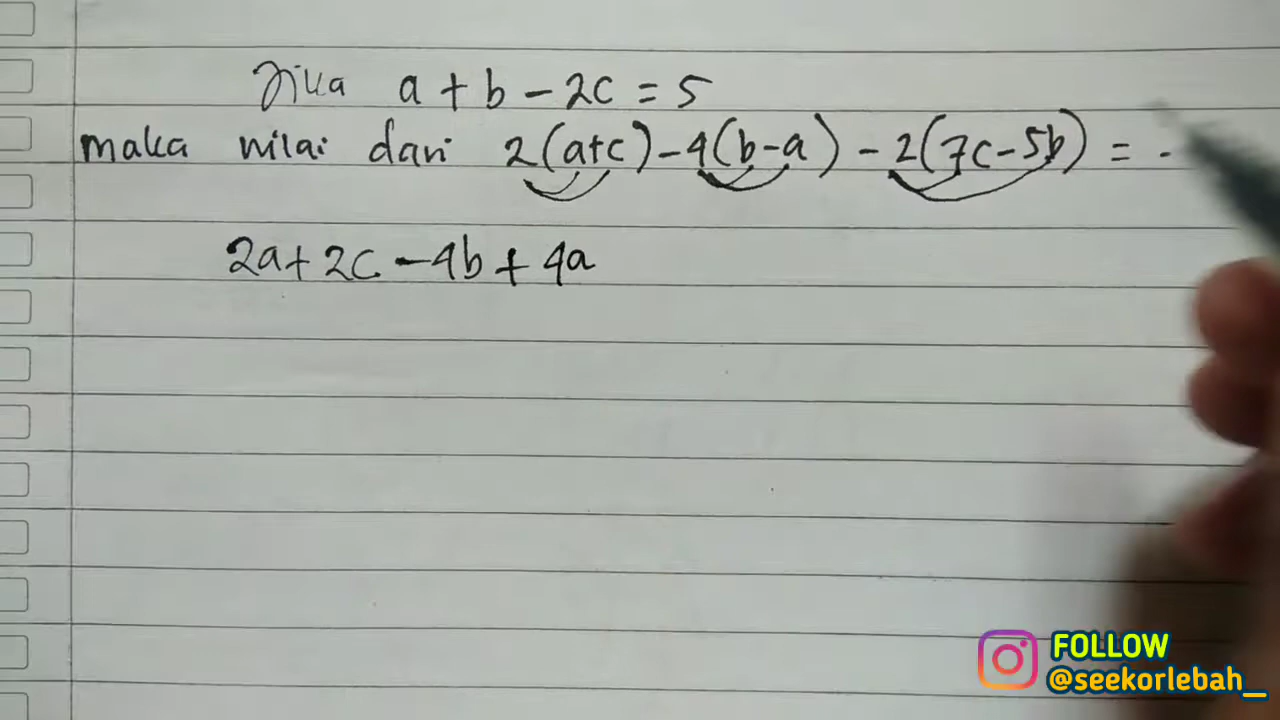 Jika a + b - 2c = 5
maka nilai dari 2(a+c) - 4(b-a) - 2(7c-5b) = .
2a + 2c - 4b + 4a
FOLLOW
@seekorlebah_